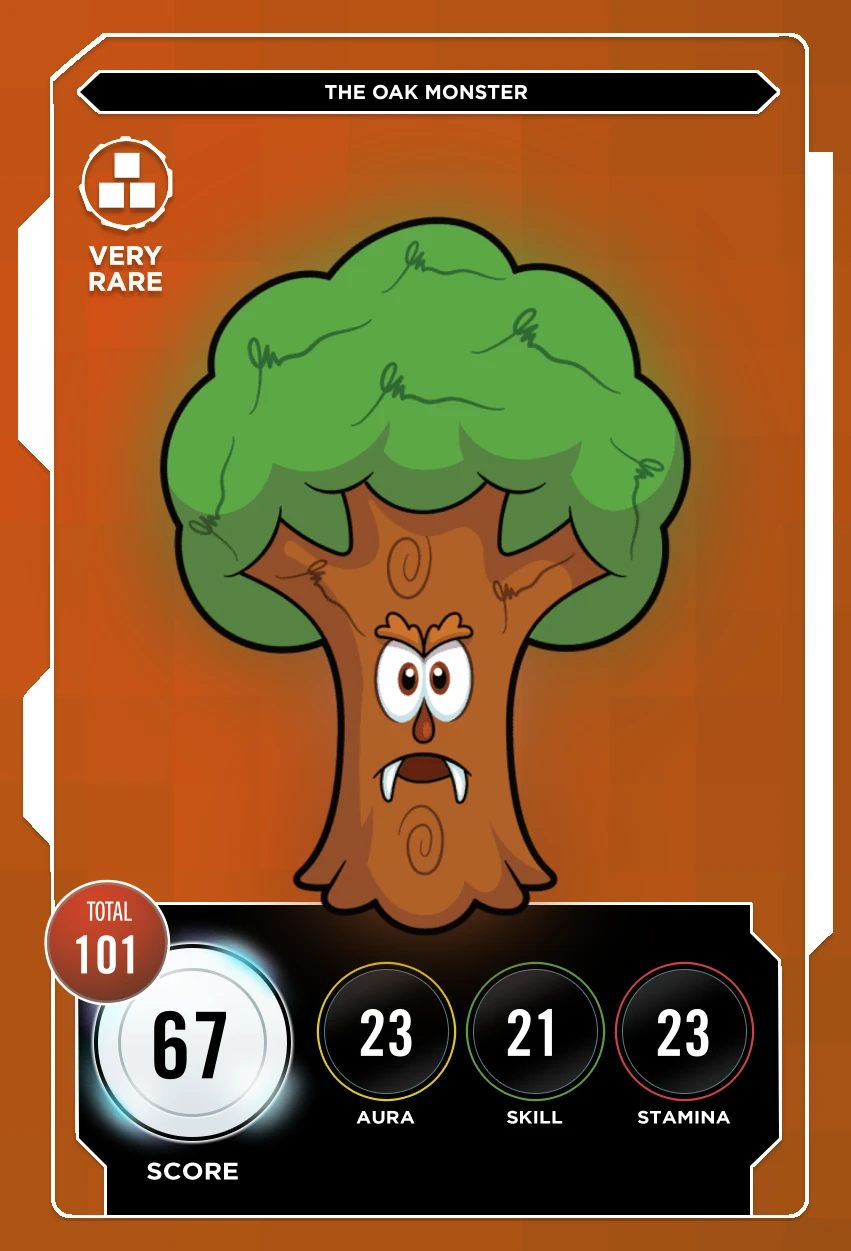 THE OAK MONSTER
VERY
RARE
TOTAL
101
67
SCORE
23
AURA
21
SKILL
23
STAMINA